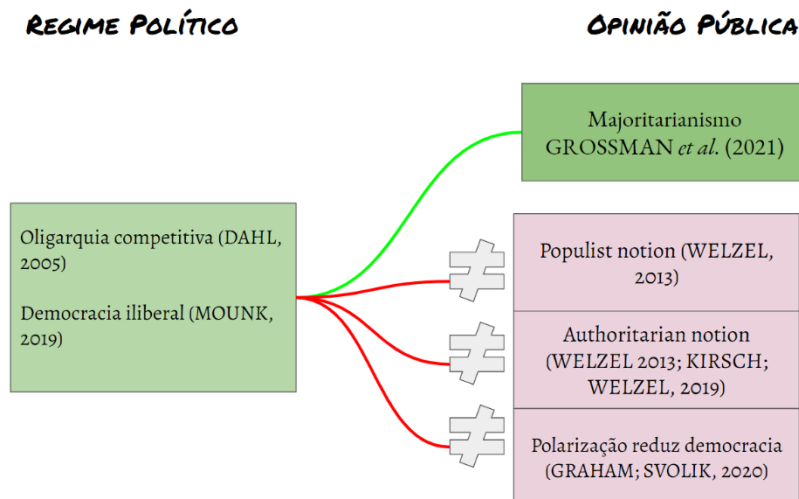 REGIME POLÍTICO
OPINIÃO PÚBLICA
Majoritarianismo
GROSSMAN et al. (2021)
Oligarquia competitiva (DAHL,
2005)
Democracia iliberal (MOUNK,
2019)
Populist notion (WELZEL,
2013)
Authoritarian notion
(WELZEL 2013; KIRSCH;
WELZEL, 2019)
Polarização reduz democracia
(GRAHAM; SVOLIK, 2020)